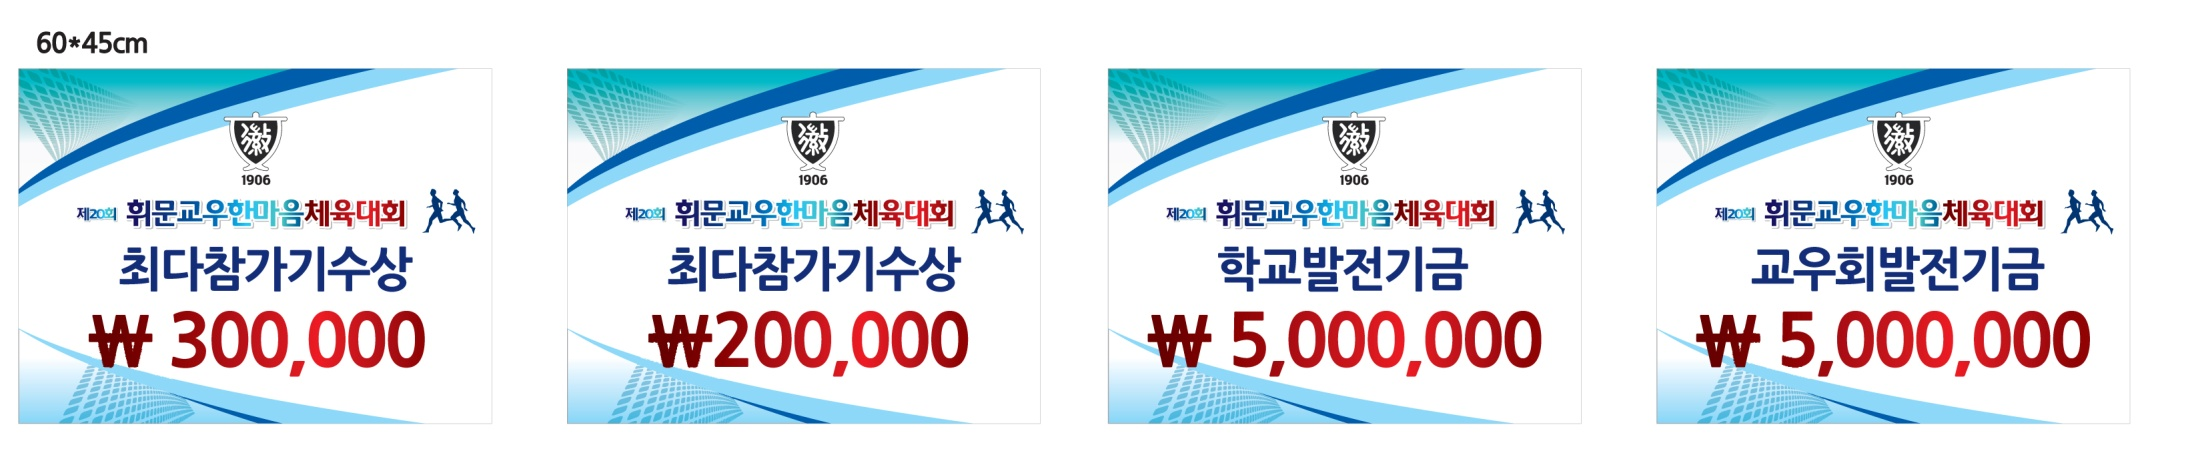 60*45cm
徽
1906
제20회 휘문교우한마음체육대회
최다참가기수상
₩ 300,000
徽
1906
제20회 휘문교우한마음체육대회
최다참가기수상
₩200,000
徽
1906
제20회 휘문교우한마음체육대회
학교발전기금
₩ 5,000,000
徽
1906
제20회 휘문교우한마음체육대회
교우회발전기금
₩ 5,000,000